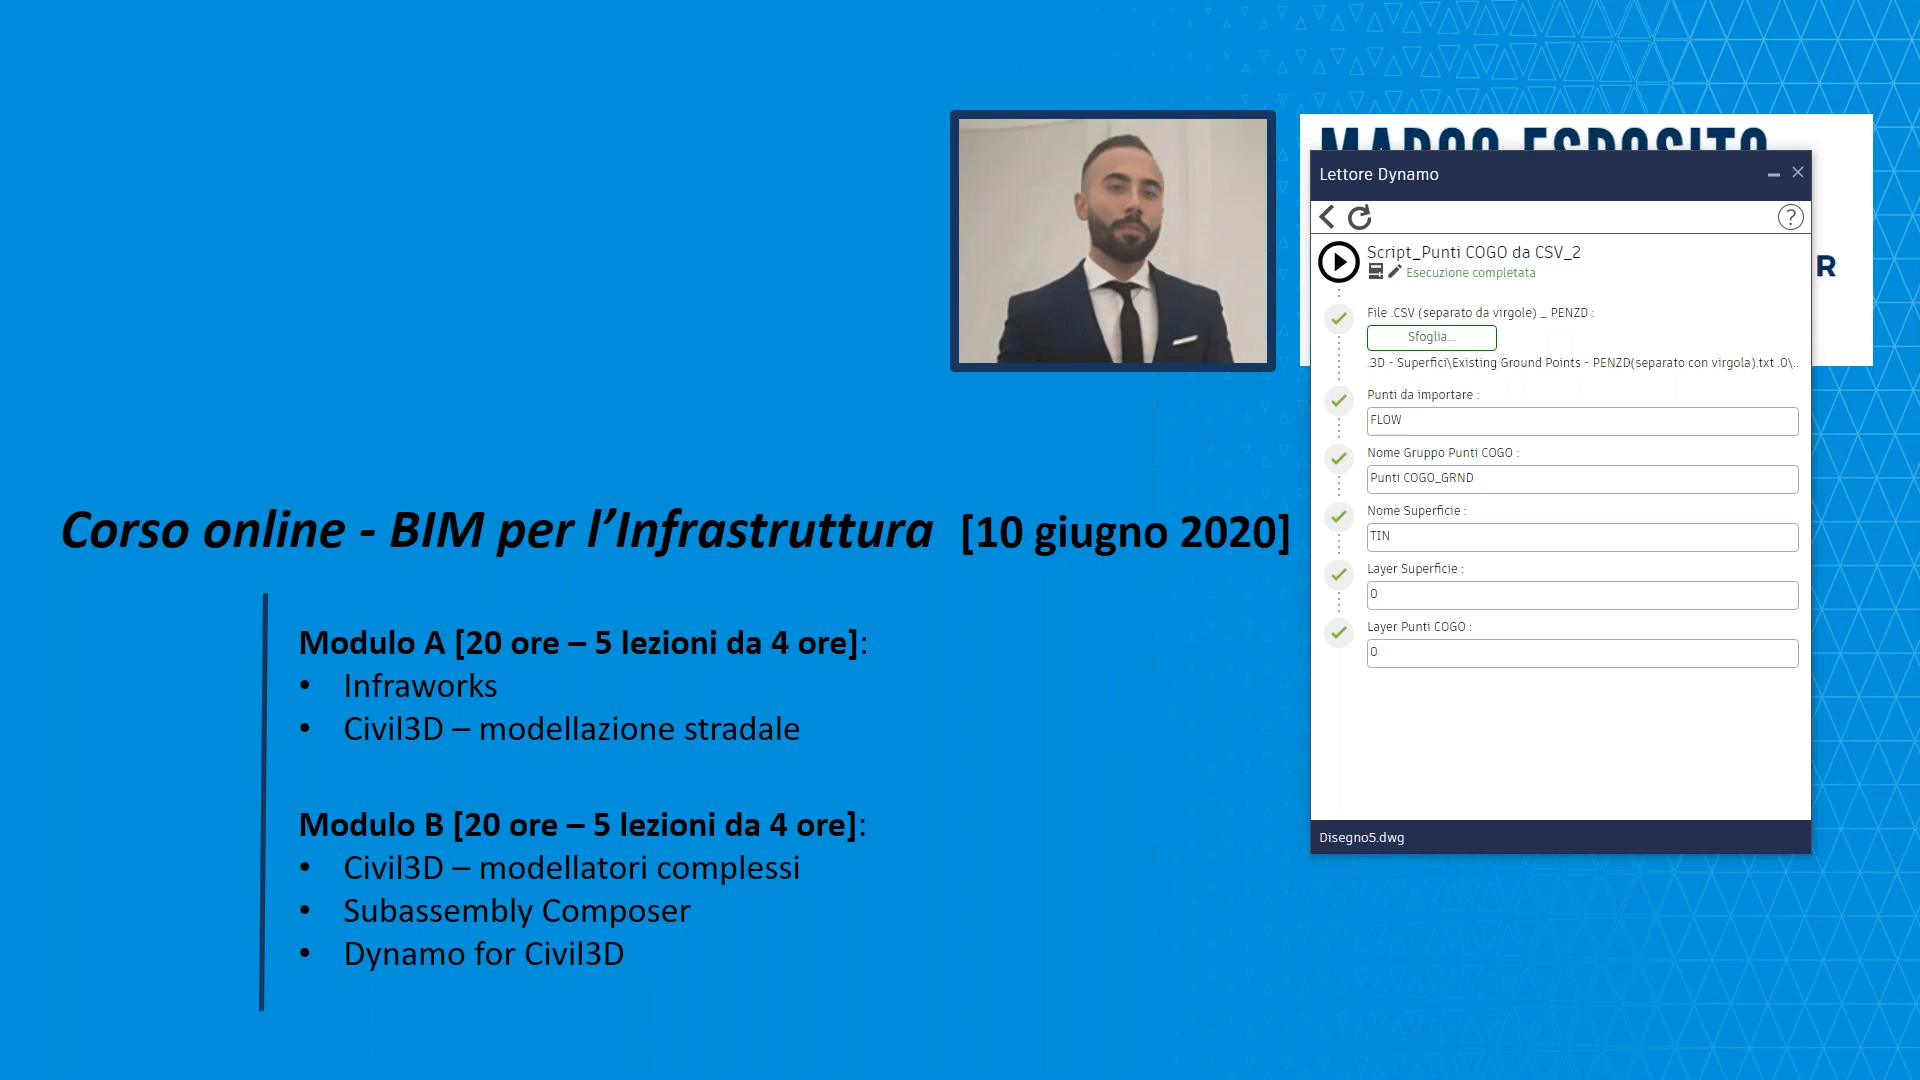 Corso online - BIM per l’Infrastruttura [10 giugno 2020]
Modulo A [20 ore – 5 lezioni da 4 ore]:
• Infraworks
• Civil3D – modellazione stradale
Modulo B [20 ore – 5 lezioni da 4 ore]:
• Civil3D – modellatori complessi
• Subassembly Composer
• Dynamo for Civil3D
MARCO ESPOSITO
R
Lettore Dynamo
Script_Punti COGO da CSV_2
Esecuzione completata
File .CSV (separato da virgole) _ PENZD :
Sfoglia...
.3D - Superfici\Existing Ground Points - PENZD(separato con virgola).txt .0\..
Punti da importare :
FLOW
Nome Gruppo Punti COGO :
Punti COGO_GRND
Nome Superficie :
TIN
Layer Superficie :
0
Layer Punti COGO :
0
Disegno5.dwg